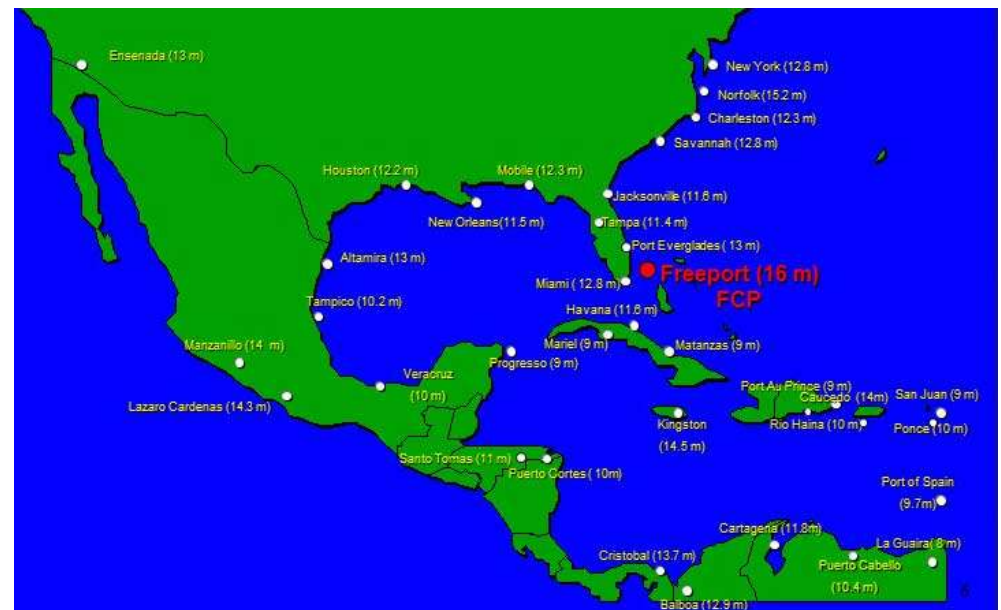 Ensenada (13 m)
New York (12.8 m)
Norfolk (15.2 m)
Charleston (12.3 m)
Savannah (12.8 m)
Houston (12.2 m)
Mobile (12.3 m)
Jacksonville (11.6 m)
New Orleans(11.5 m)
Tampa (11.4 m)
Port Everglades ( 13 m)
Altamira (13 m)
Freeport (16 m)
FCP
Miami ( 12.8 m)
Tampico (10.2 m)
Havana (11.6 m)
Manzanillo (14 m)
Mariel (9 m)
Matanzas (9 m)
Progresso (9 m)
Veracruz
(10 m)
Port Au Prince (9 m)
San Juan (9 m)
Caucedo (14m)
Lazaro Cardenas (14.3 m)
Kingston
(14.5 m)
Rio Haina (10 m)
Ponce (10 m)
Santo Tomas (11 m)
Puerto Cortes ( 10m)
Port of Spain
(9.7m)
Cartagena (11.8m)
La Guaira( 8 m)
Cristobal (13.7 m)
Puerto Cabello
(10.4 m)
Balboa (12.9 m)
6